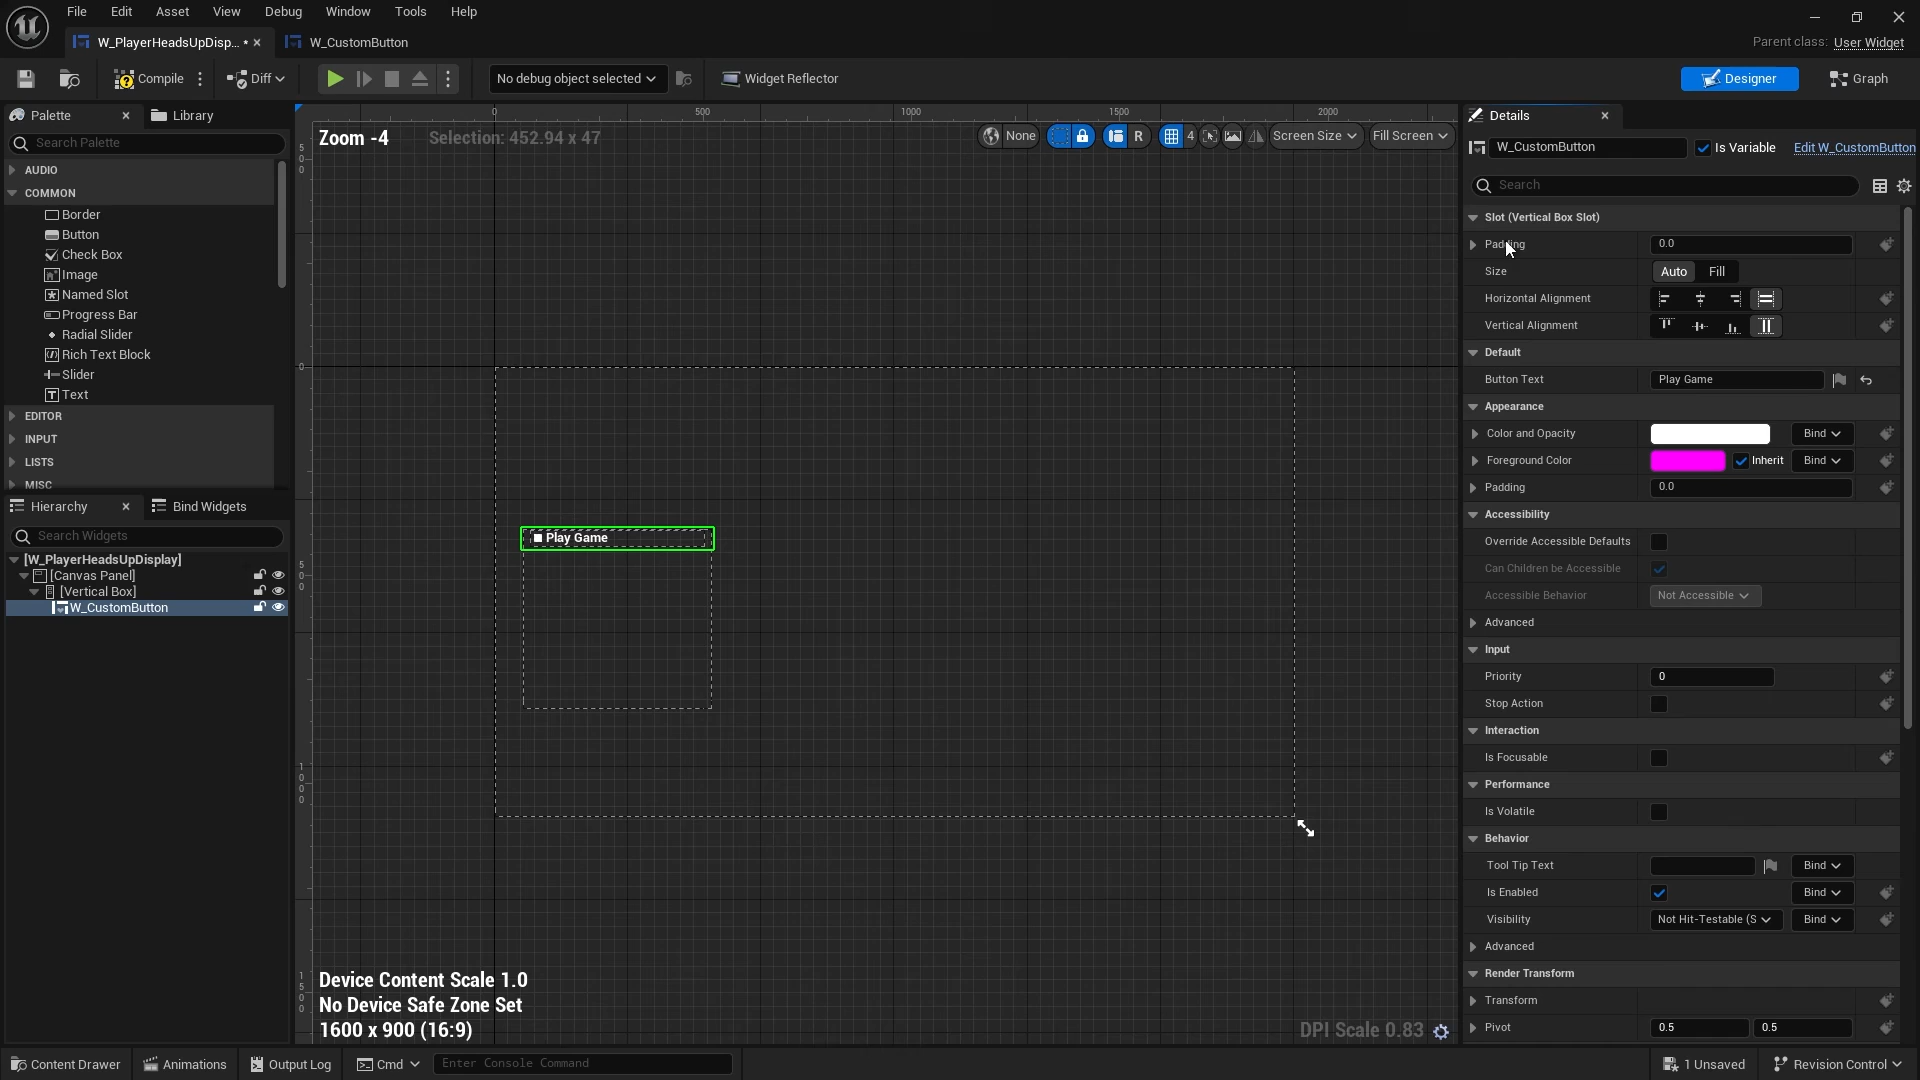 File Edit Asset View Debug Window Tools Help
W_PlayerHeadsUpDisp... • W_CustomButton
Parent class: User Widget
Compile Diff No debug object selected Widget Reflector Designer Graph
Palette Library
Search Palette
AUDIO
COMMON
Border
Button
Check Box
Image
Named Slot
Progress Bar
Radial Slider
Rich Text Block
Slider
Text
EDITOR
INPUT
LISTS
MISC
Hierarchy Bind Widgets
Search Widgets
[W_PlayerHeadsUpDisplay]
[Canvas Panel]
[Vertical Box]
W_CustomButton
0 500 1000 1500 2000
Zoom -4 Selection: 452.94 x 47
None R 4 Screen Size Fill Screen
500
0
500
1000
1500
Play Game
Device Content Scale 1.0
No Device Safe Zone Set
1600 x 900 (16:9)
DPI Scale 0.83
Details
W_CustomButton Is Variable Edit W_CustomButton
Search
Slot (Vertical Box Slot)
Padding 0.0
Size Auto Fill
Horizontal Alignment
Vertical Alignment
Default
Button Text Play Game
Appearance
Color and Opacity Bind
Foreground Color Inherit Bind
Padding 0.0
Accessibility
Override Accessible Defaults
Can Children be Accessible
Accessible Behavior Not Accessible
Advanced
Input
Priority 0
Stop Action
Interaction
Is Focusable
Performance
Is Volatile
Behavior
Tool Tip Text Bind
Is Enabled Bind
Visibility Not Hit-Testable (S Bind
Advanced
Render Transform
Transform
Pivot 0.5 0.5
Content Drawer Animations Output Log Cmd Enter Console Command
1 Unsaved Revision Control